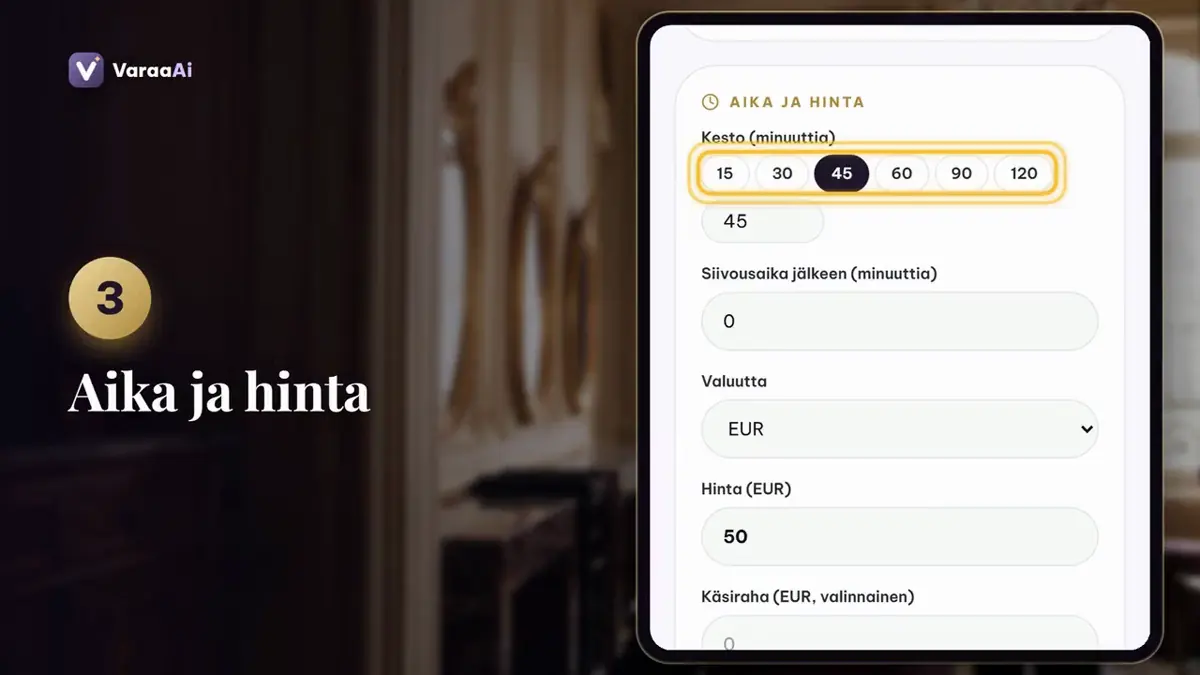 VaraaAi
3
Aika ja hinta
AIKA JA HINTA
Kesto (minuuttia)
15 30 45 60 90 120
45
Siivousaika jälkeen (minuuttia)
0
Valuutta
EUR
Hinta (EUR)
50
Käsiraha (EUR, valinnainen)
0